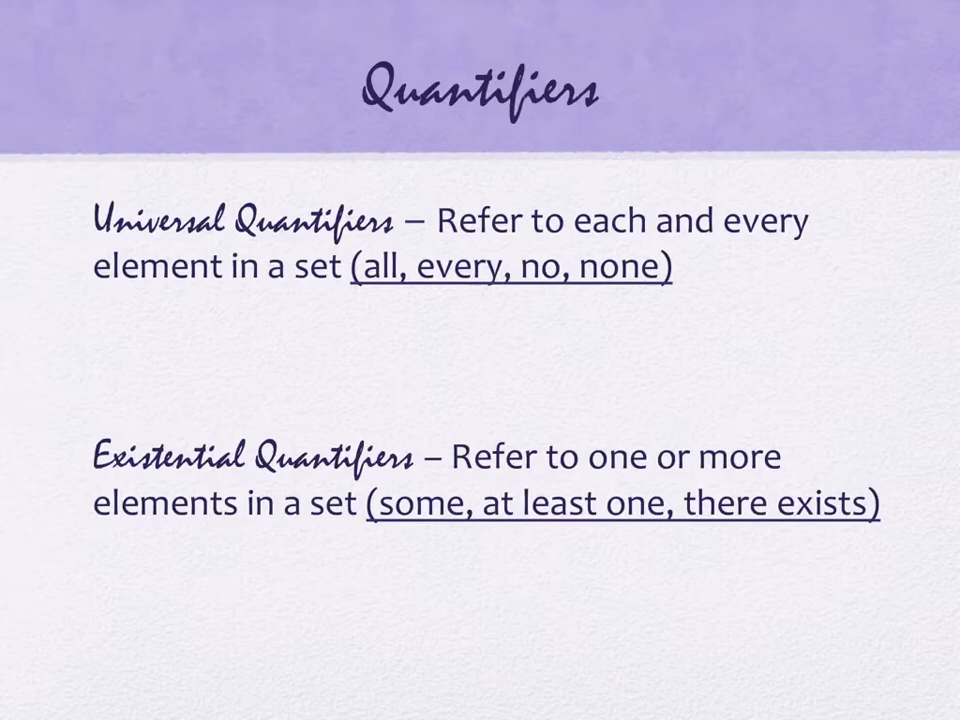 Quantifiers
Universal Quantifiers – Refer to each and every
element in a set (all, every, no, none)
Existential Quantifiers – Refer to one or more
elements in a set (some, at least one, there exists)